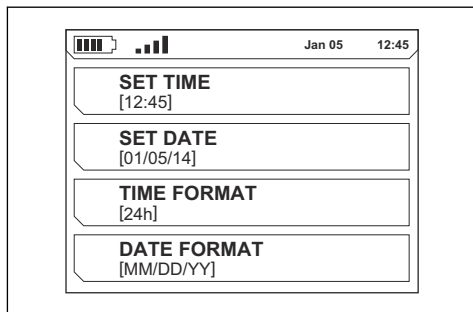 Jan 05 12:45
SET TIME
[12:45]
SET DATE
[01/05/14]
TIME FORMAT
[24h]
DATE FORMAT
[MM/DD/YY]